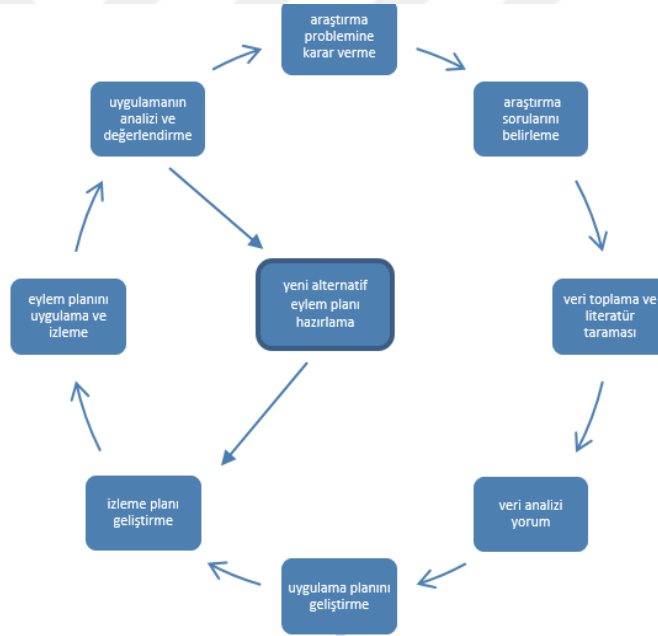 araştırma
problemine
karar verme
araştırma
sorularını
belirleme
veri toplama ve
literatür
taraması
veri analizi
yorum
uygulama planını
geliştirme
izleme planı
geliştirme
eylem planını
uygulama ve
izleme
uygulamanın
analizi ve
değerlendirme
yeni alternatif
eylem planı
hazırlama